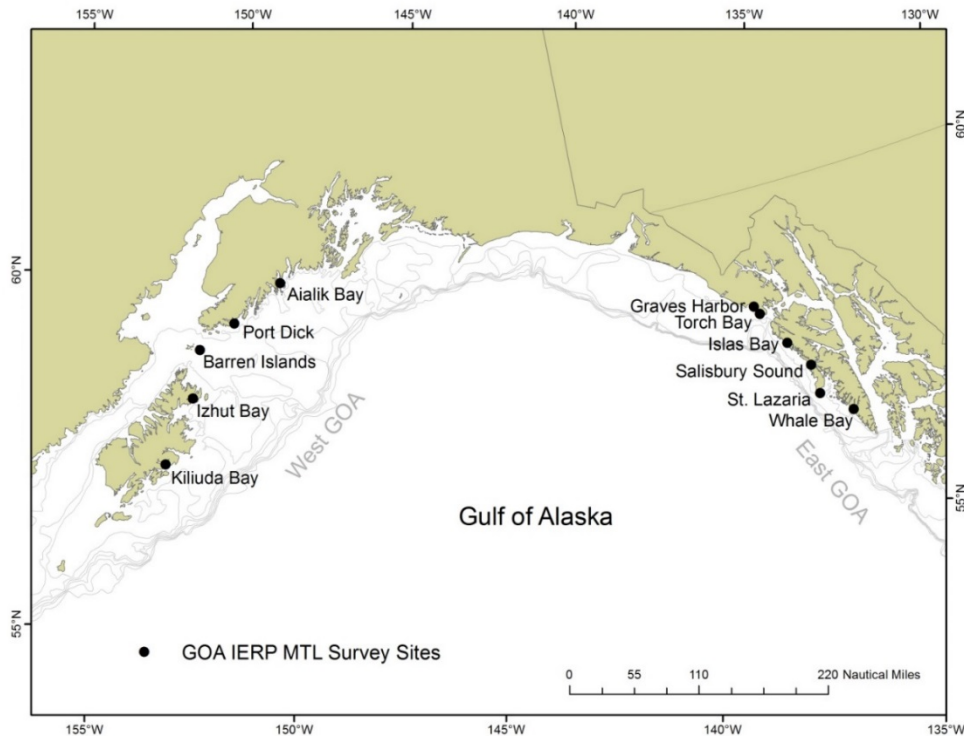 155°W
150°W
145°W
140°W
135°W
130°W
60°N
60°N
Aialik Bay
Port Dick
Barren Islands
Izhut Bay
Kiliuda Bay
West GOA
Graves Harbor
Torch Bay
Islas Bay
Salisbury Sound
St. Lazaria
Whale Bay
East GOA
Gulf of Alaska
55°N
55°N
GOA IERP MTL Survey Sites
0 55 110 220 Nautical Miles
155°W
150°W
145°W
140°W
135°W